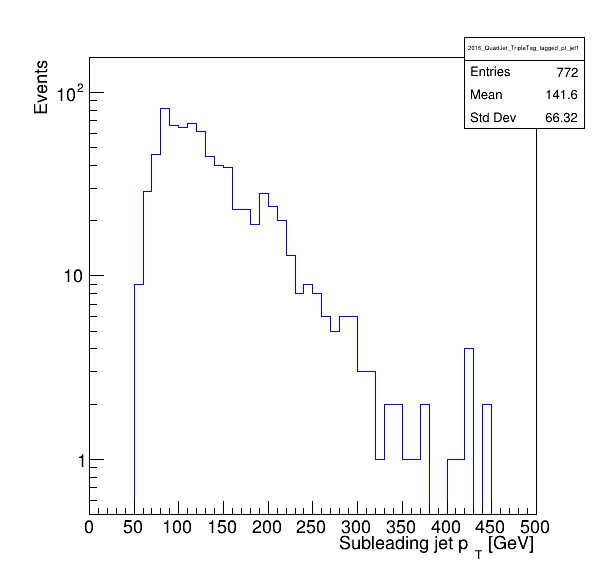 2016_QuadJet_TripleTag_tagged_pt_jet1
Entries 772
Mean 141.6
Std Dev 66.32
Events
10²
10
1
0 50 100 150 200 250 300 350 400 450 500
Subleading jet p_T [GeV]